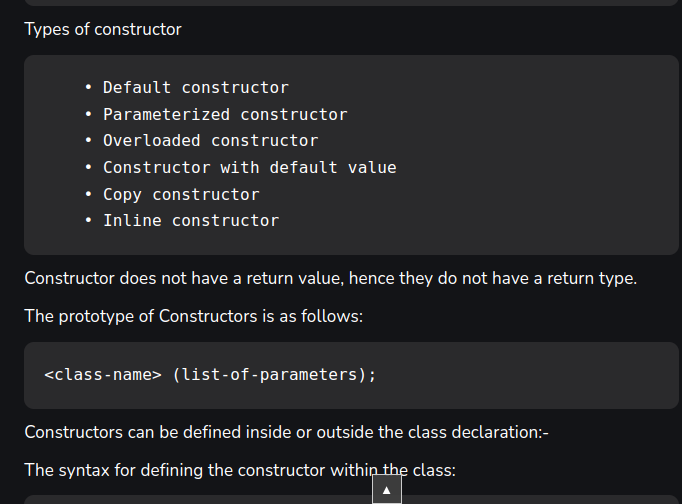 Types of constructor
• Default constructor
• Parameterized constructor
• Overloaded constructor
• Constructor with default value
• Copy constructor
• Inline constructor
Constructor does not have a return value, hence they do not have a return type.
The prototype of Constructors is as follows:
<class-name> (list-of-parameters);
Constructors can be defined inside or outside the class declaration:-
The syntax for defining the constructor within the class: